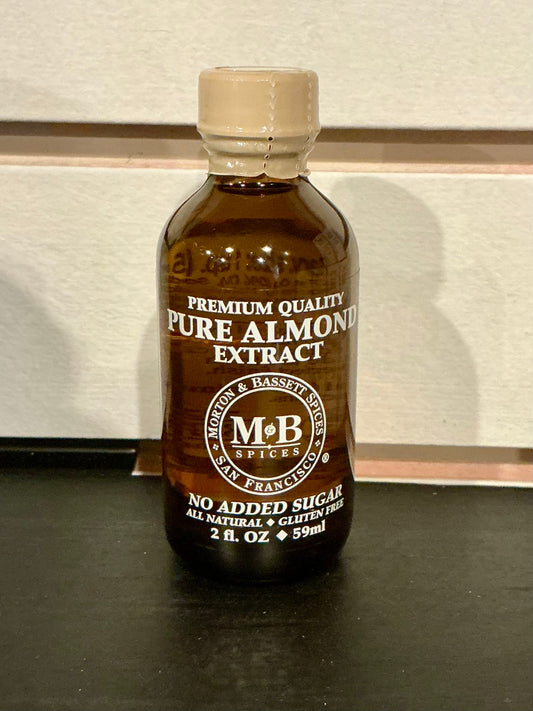 PREMIUM QUALITY
PURE ALMOND
EXTRACT
MORTON & BASSETT SPICES
M&B
SPICES
SAN FRANCISCO
®
NO ADDED SUGAR
ALL NATURAL ◆ GLUTEN FREE
2 fl. OZ ◆ 59ml